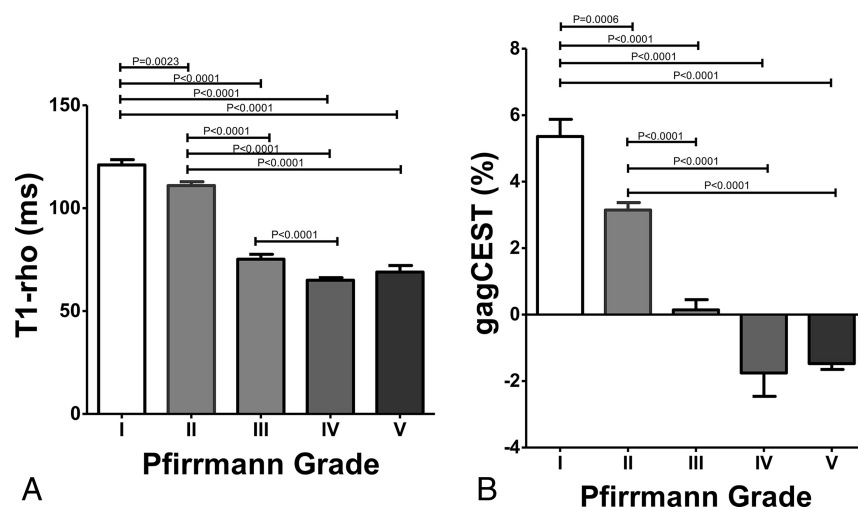 P=0.0023
P<0.0001
P<0.0001
P<0.0001
P<0.0001
P<0.0001
P<0.0001
P<0.0001
150
100
50
0
T1-rho (ms)
I II III IV V
Pfirrmann Grade
A
P=0.0006
P<0.0001
P<0.0001
P<0.0001
P<0.0001
P<0.0001
P<0.0001
8
6
4
2
0
-2
-4
gagCEST (%)
I II III IV V
Pfirrmann Grade
B